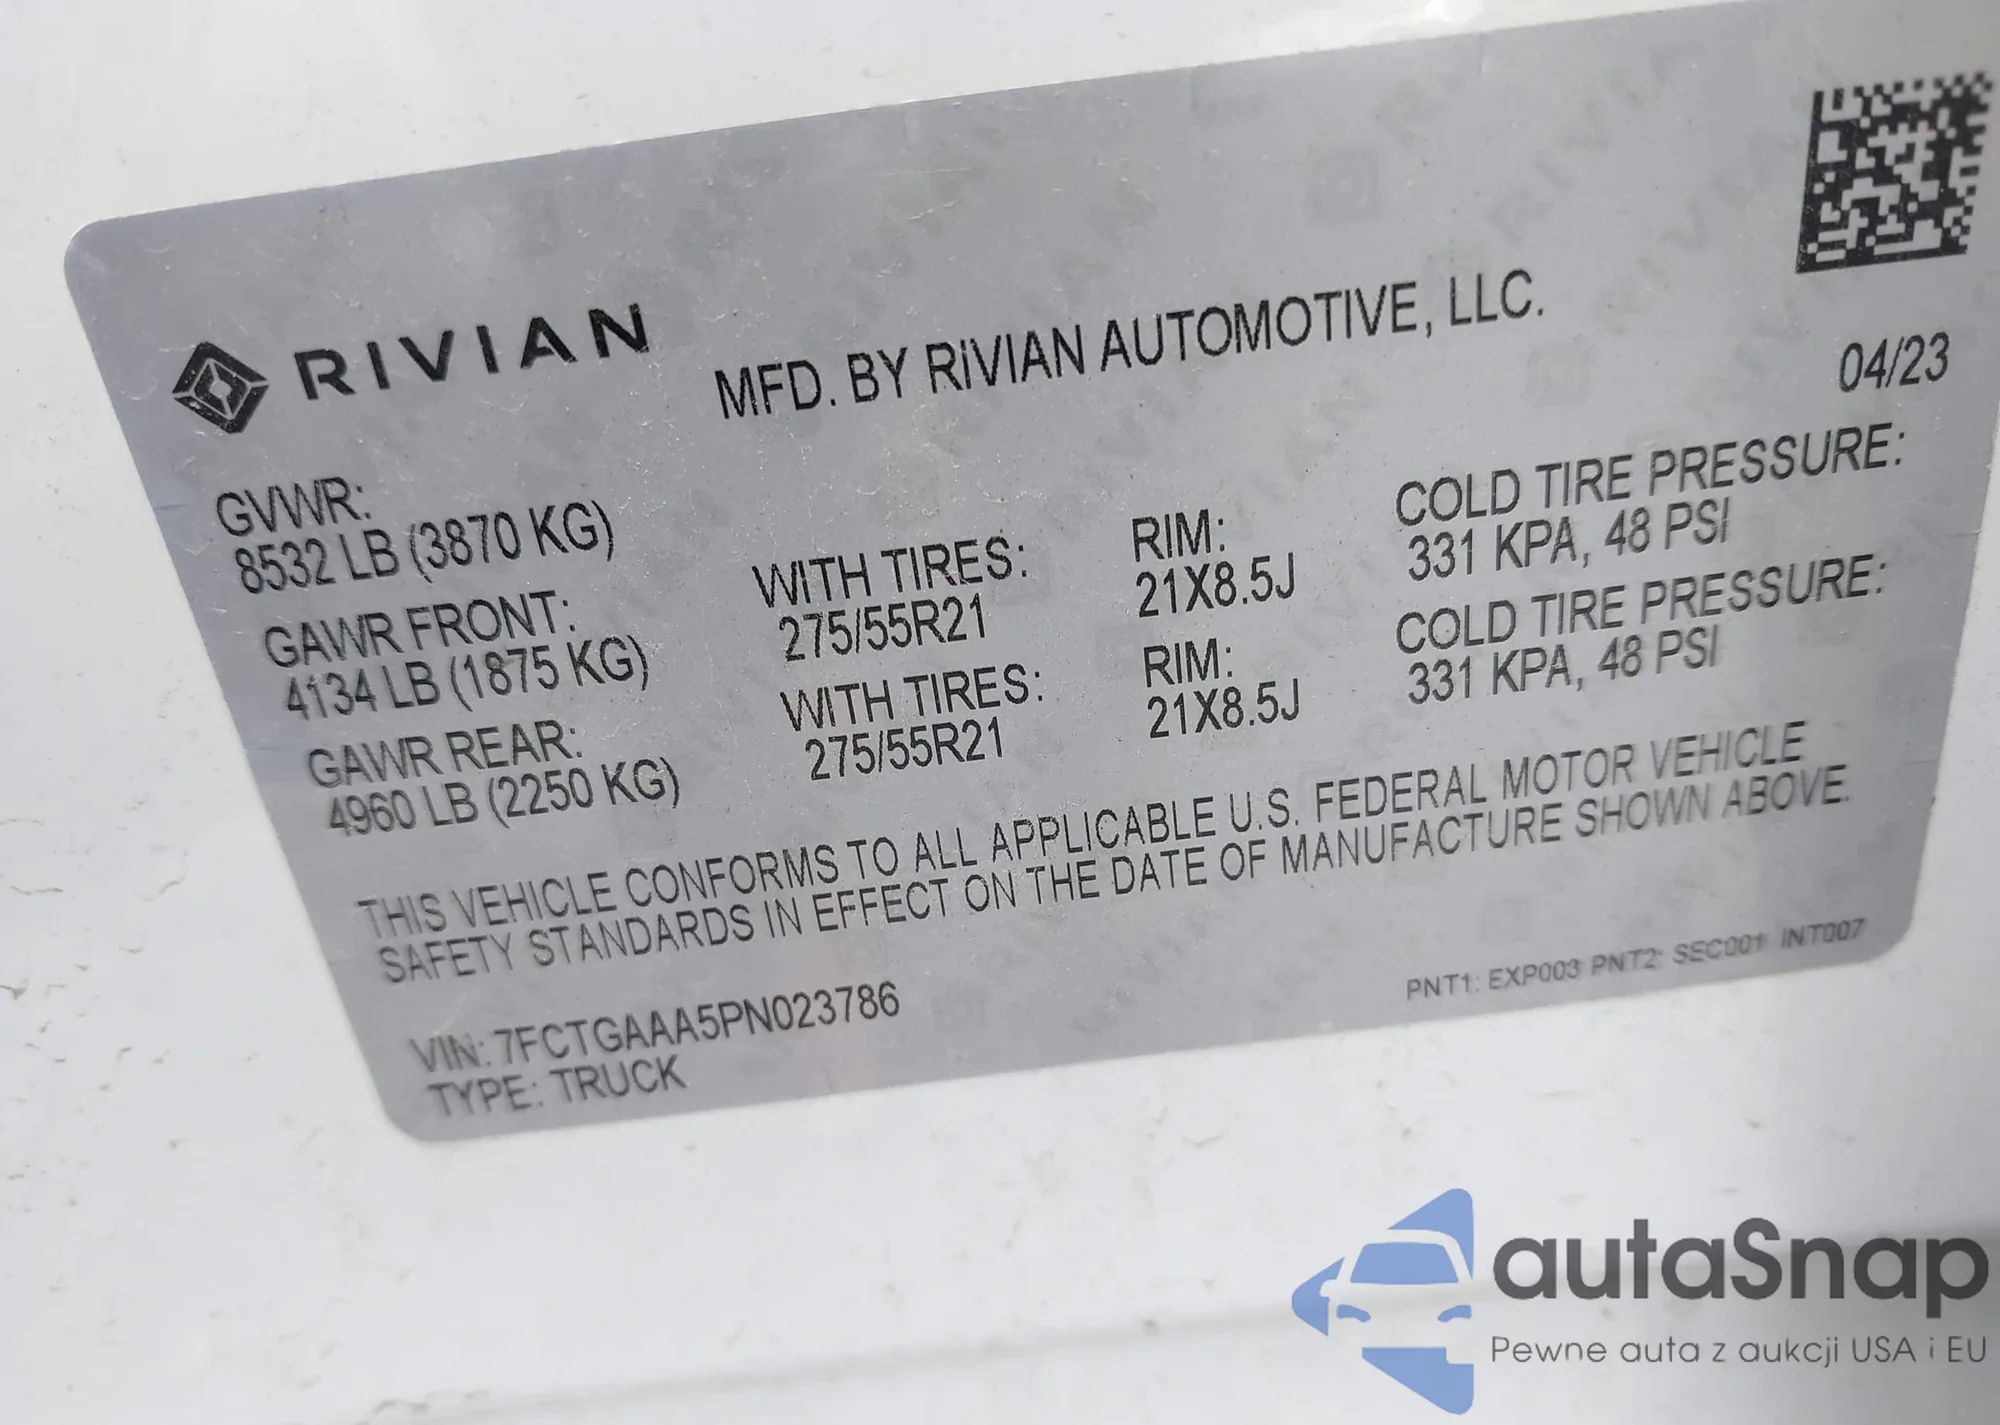 RIVIAN
MFD. BY RiVIAN AUTOMOTIVE, LLC.
04/23
GVWR:
8532 LB (3870 KG)
GAWR FRONT:
4134 LB (1875 KG)
WITH TIRES:
275/55R21
RIM:
21X8.5J
COLD TIRE PRESSURE:
331 KPA, 48 PSI
GAWR REAR:
4960 LB (2250 KG)
WITH TIRES:
275/55R21
RIM:
21X8.5J
COLD TIRE PRESSURE:
331 KPA, 48 PSI
THIS VEHICLE CONFORMS TO ALL APPLICABLE U.S. FEDERAL MOTOR VEHICLE
SAFETY STANDARDS IN EFFECT ON THE DATE OF MANUFACTURE SHOWN ABOVE.
VIN: 7FCTGAAA5PN023786
TYPE: TRUCK
PNT1: EXP003 PNT2: SEC001 INT007
autaSnap
Pewne auta z aukcji USA i EU